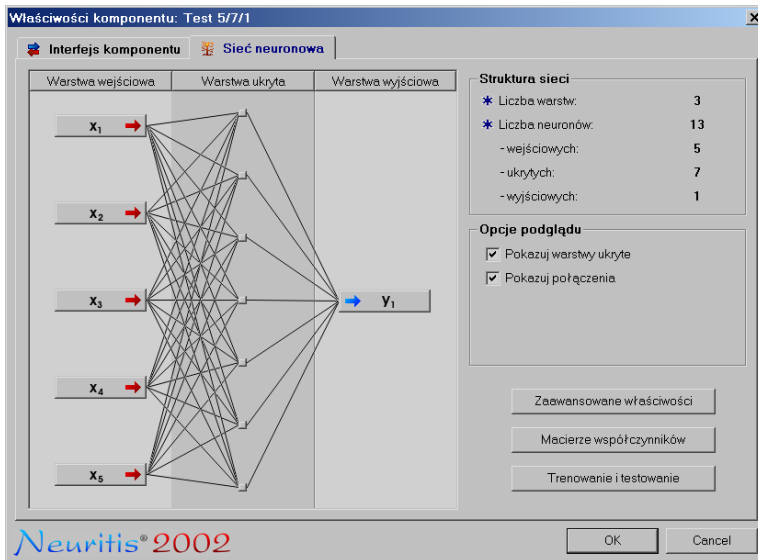 Właściwości komponentu: Test 5/7/1
Interfejs komponentu
Sieć neuronowa
Warstwa wejściowa
Warstwa ukryta
Warstwa wyjściowa
x₁
x₂
x₃
x₄
x₅
y₁
Struktura sieci
Liczba warstw: 3
Liczba neuronów: 13
- wejściowych: 5
- ukrytych: 7
- wyjściowych: 1
Opcje podglądu
Pokazuj warstwy ukryte
Pokazuj połączenia
Zaawansowane właściwości
Macierze współczynników
Trenowanie i testowanie
Neuritis® 2002
OK
Cancel